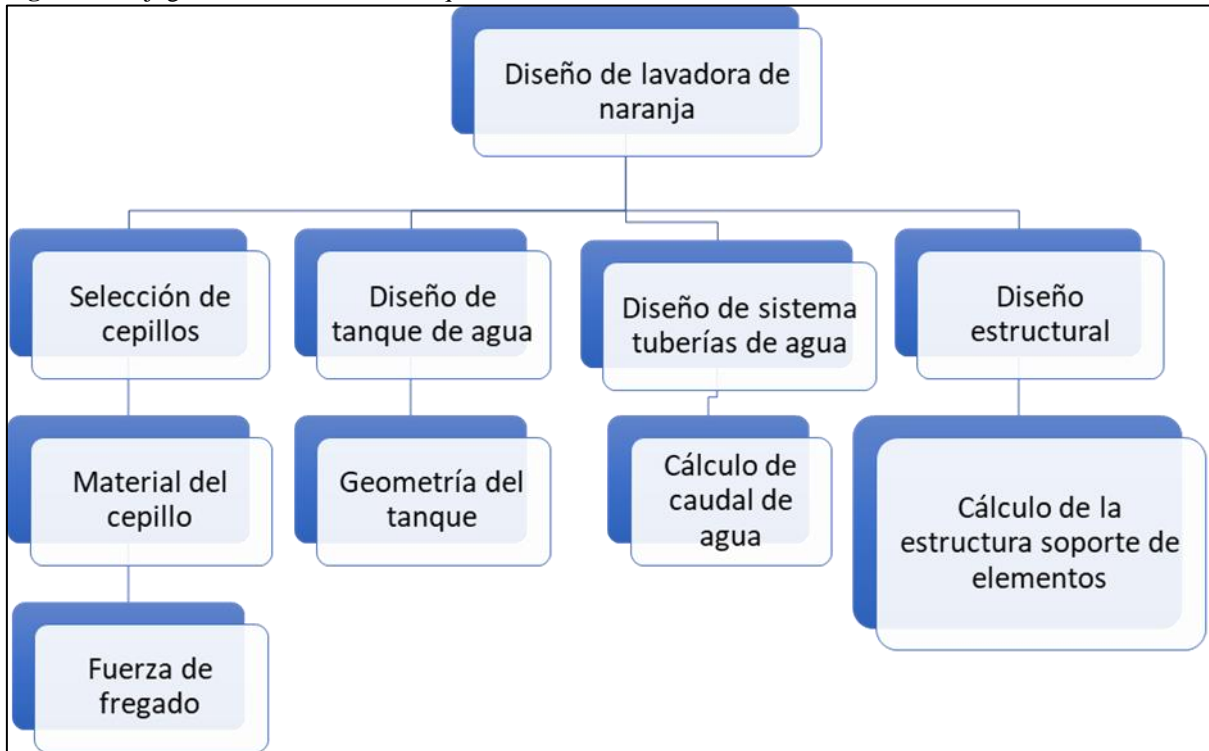 Diseño de lavadora de
naranja
Selección de
cepillos
Diseño de
tanque de agua
Diseño de sistema
tuberías de agua
Diseño
estructural
Material del
cepillo
Geometría del
tanque
Cálculo de
caudal de
agua
Cálculo de la
estructura soporte de
elementos
Fuerza de
fregado